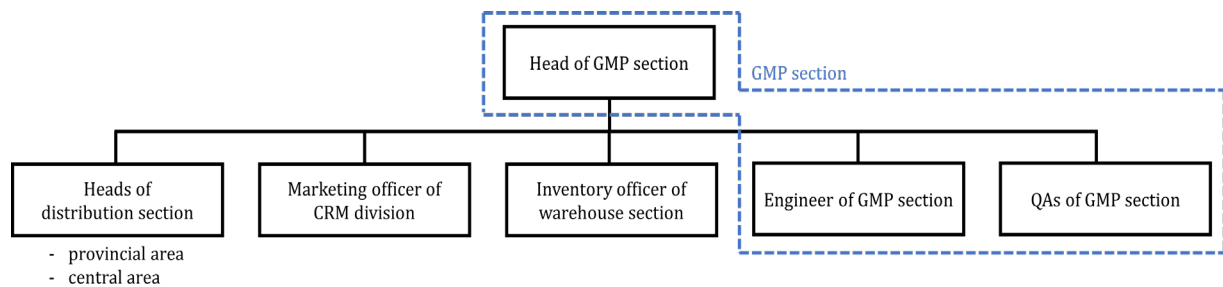 Head of GMP section
GMP section
Heads of
distribution section
Marketing officer of
CRM division
Inventory officer of
warehouse section
Engineer of GMP section
QAs of GMP section
- provincial area
- central area